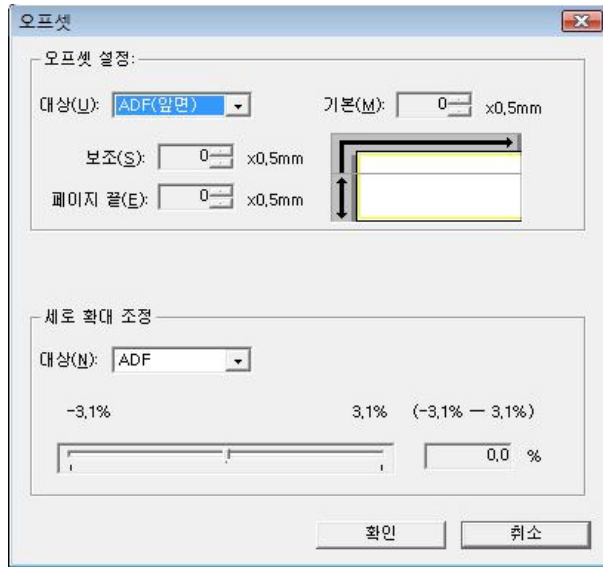 오프셋
오프셋 설정:
대상(U): ADF(앞면) 기본(M): 0 x0,5mm
보조(S): 0 x0,5mm
페이지 끝(E): 0 x0,5mm
세로 확대 조정
대상(N): ADF
-3,1% 3,1% (-3,1% — 3,1%)
0,0 %
확인 취소